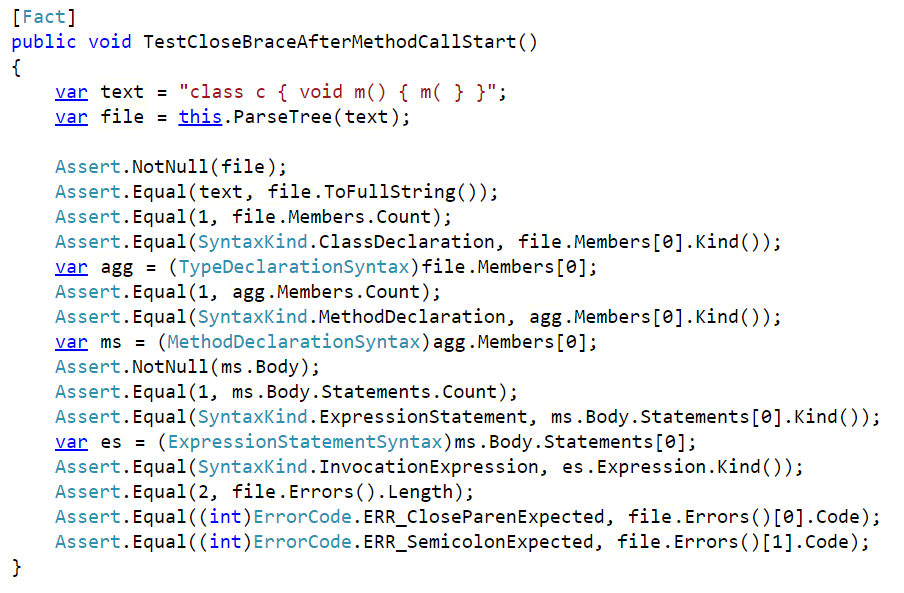 [Fact]
public void TestCloseBraceAfterMethodCallStart()
{
    var text = "class c { void m() { m( } }";
    var file = this.ParseTree(text);

    Assert.NotNull(file);
    Assert.Equal(text, file.ToFullString());
    Assert.Equal(1, file.Members.Count);
    Assert.Equal(SyntaxKind.ClassDeclaration, file.Members[0].Kind());
    var agg = (TypeDeclarationSyntax)file.Members[0];
    Assert.Equal(1, agg.Members.Count);
    Assert.Equal(SyntaxKind.MethodDeclaration, agg.Members[0].Kind());
    var ms = (MethodDeclarationSyntax)agg.Members[0];
    Assert.NotNull(ms.Body);
    Assert.Equal(1, ms.Body.Statements.Count);
    Assert.Equal(SyntaxKind.ExpressionStatement, ms.Body.Statements[0].Kind());
    var es = (ExpressionStatementSyntax)ms.Body.Statements[0];
    Assert.Equal(SyntaxKind.InvocationExpression, es.Expression.Kind());
    Assert.Equal(2, file.Errors().Length);
    Assert.Equal((int)ErrorCode.ERR_CloseParenExpected, file.Errors()[0].Code);
    Assert.Equal((int)ErrorCode.ERR_SemicolonExpected, file.Errors()[1].Code);
}